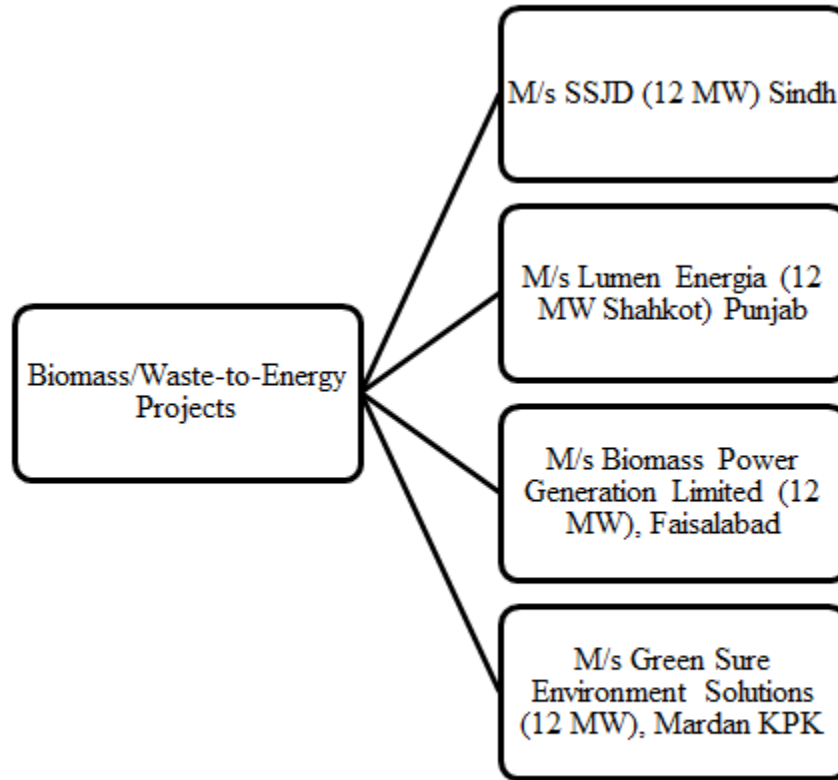 M/s SSJD (12 MW) Sindh
M/s Lumen Energia (12
MW Shahkot) Punjab
Biomass/Waste-to-Energy
Projects
M/s Biomass Power
Generation Limited (12
MW), Faisalabad
M/s Green Sure
Environment Solutions
(12 MW), Mardan KPK